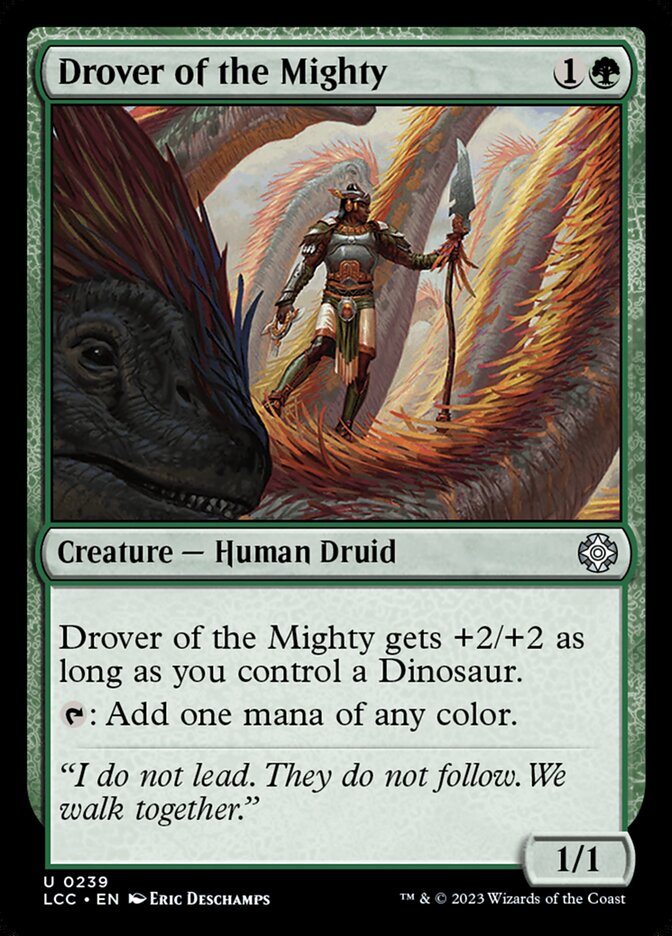 Drover of the Mighty 1
Creature — Human Druid
Drover of the Mighty gets +2/+2 as
long as you control a Dinosaur.
: Add one mana of any color.
“I do not lead. They do not follow. We
walk together.”
1/1
U 0239
LCC • EN Eric Deschamps
™ & © 2023 Wizards of the Coast